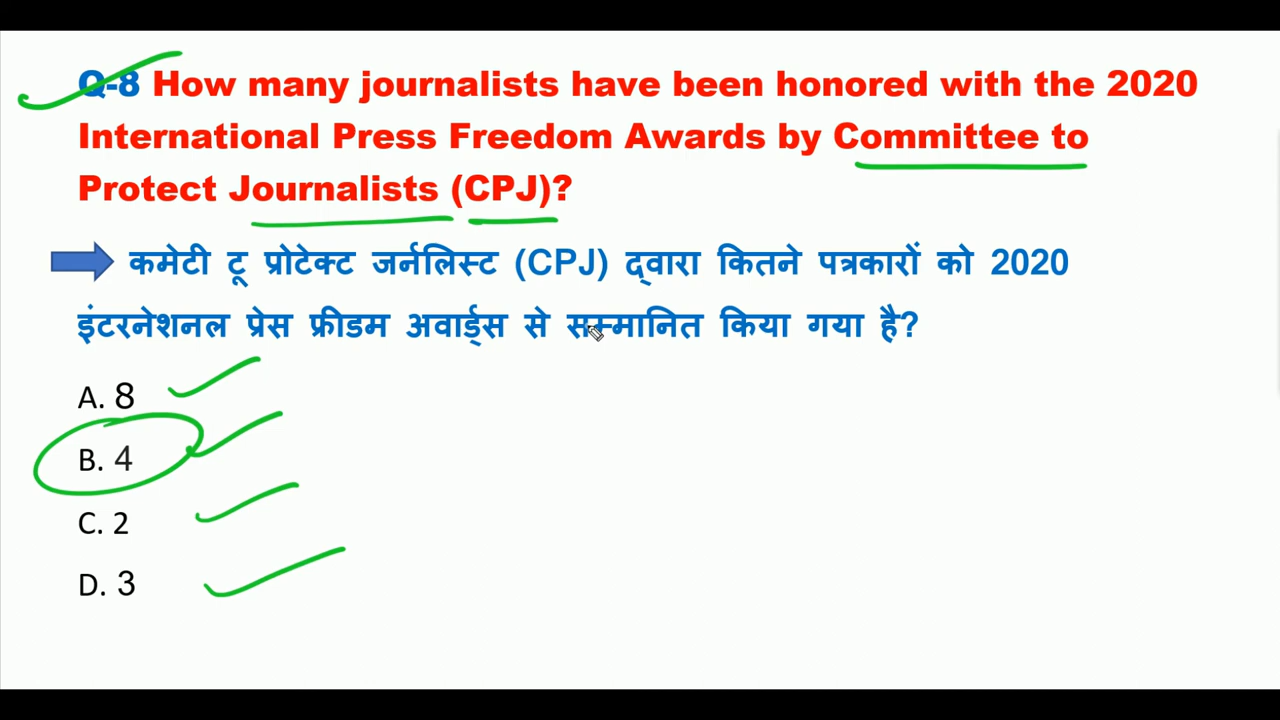 Q-8 How many journalists have been honored with the 2020
International Press Freedom Awards by Committee to
Protect Journalists (CPJ)?
कमेटी टू प्रोटेक्ट जर्नलिस्ट (CPJ) द्वारा कितने पत्रकारों को 2020
इंटरनेशनल प्रेस फ्रीडम अवार्ड्स से सम्मानित किया गया है?
A. 8
B. 4
C. 2
D. 3